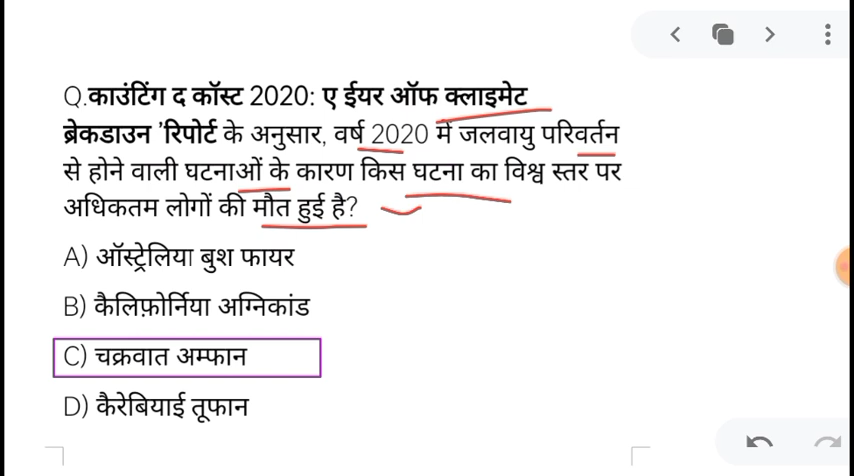 Q.काउंटिंग द कॉस्ट 2020: ए ईयर ऑफ क्लाइमेट
ब्रेकडाउन 'रिपोर्ट के अनुसार, वर्ष 2020 में जलवायु परिवर्तन
से होने वाली घटनाओं के कारण किस घटना का विश्व स्तर पर
अधिकतम लोगों की मौत हुई है?
A) ऑस्ट्रेलिया बुश फायर
B) कैलिफ़ोर्निया अग्निकांड
C) चक्रवात अम्फान
D) कैरेबियाई तूफान